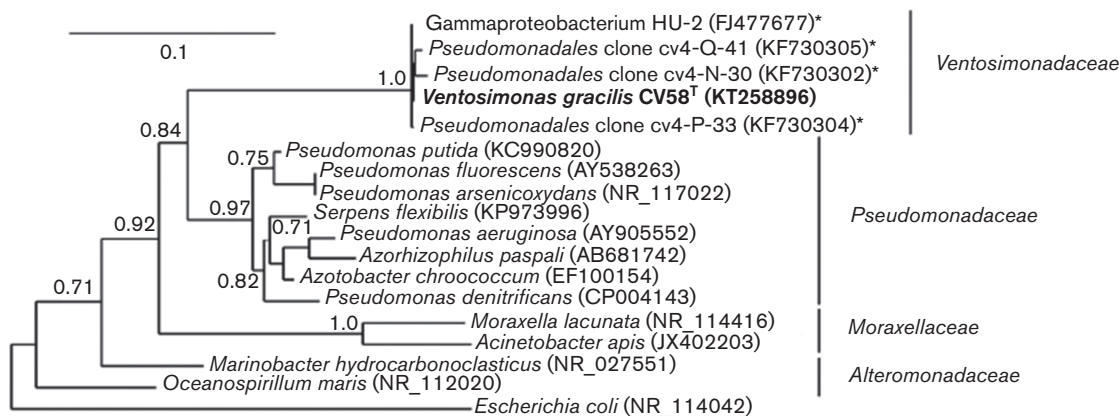 Gammaproteobacterium HU-2 (FJ477677)*
0.1
Pseudomonadales clone cv4-Q-41 (KF730305)*
Ventosimonadaceae
Pseudomonadales clone cv4-N-30 (KF730302)*
1.0
Ventosimonas gracilis CV58ᵀ (KT258896)
Pseudomonadales clone cv4-P-33 (KF730304)*
0.84
Pseudomonas putida (KC990820)
0.75
Pseudomonas fluorescens (AY538263)
Pseudomonas arsenicoxydans (NR_117022)
0.97
Serpens flexibilis (KP973996)
Pseudomonadaceae
0.92
0.71
Pseudomonas aeruginosa (AY905552)
Azorhizophilus paspali (AB681742)
Azotobacter chroococcum (EF100154)
0.82
0.71
Pseudomonas denitrificans (CP004143)
1.0
Moraxella lacunata (NR_114416)
Moraxellaceae
Acinetobacter apis (JX402203)
Marinobacter hydrocarbonoclasticus (NR_027551)
Alteromonadaceae
Oceanospirillum maris (NR_112020)
Escherichia coli (NR_114042)